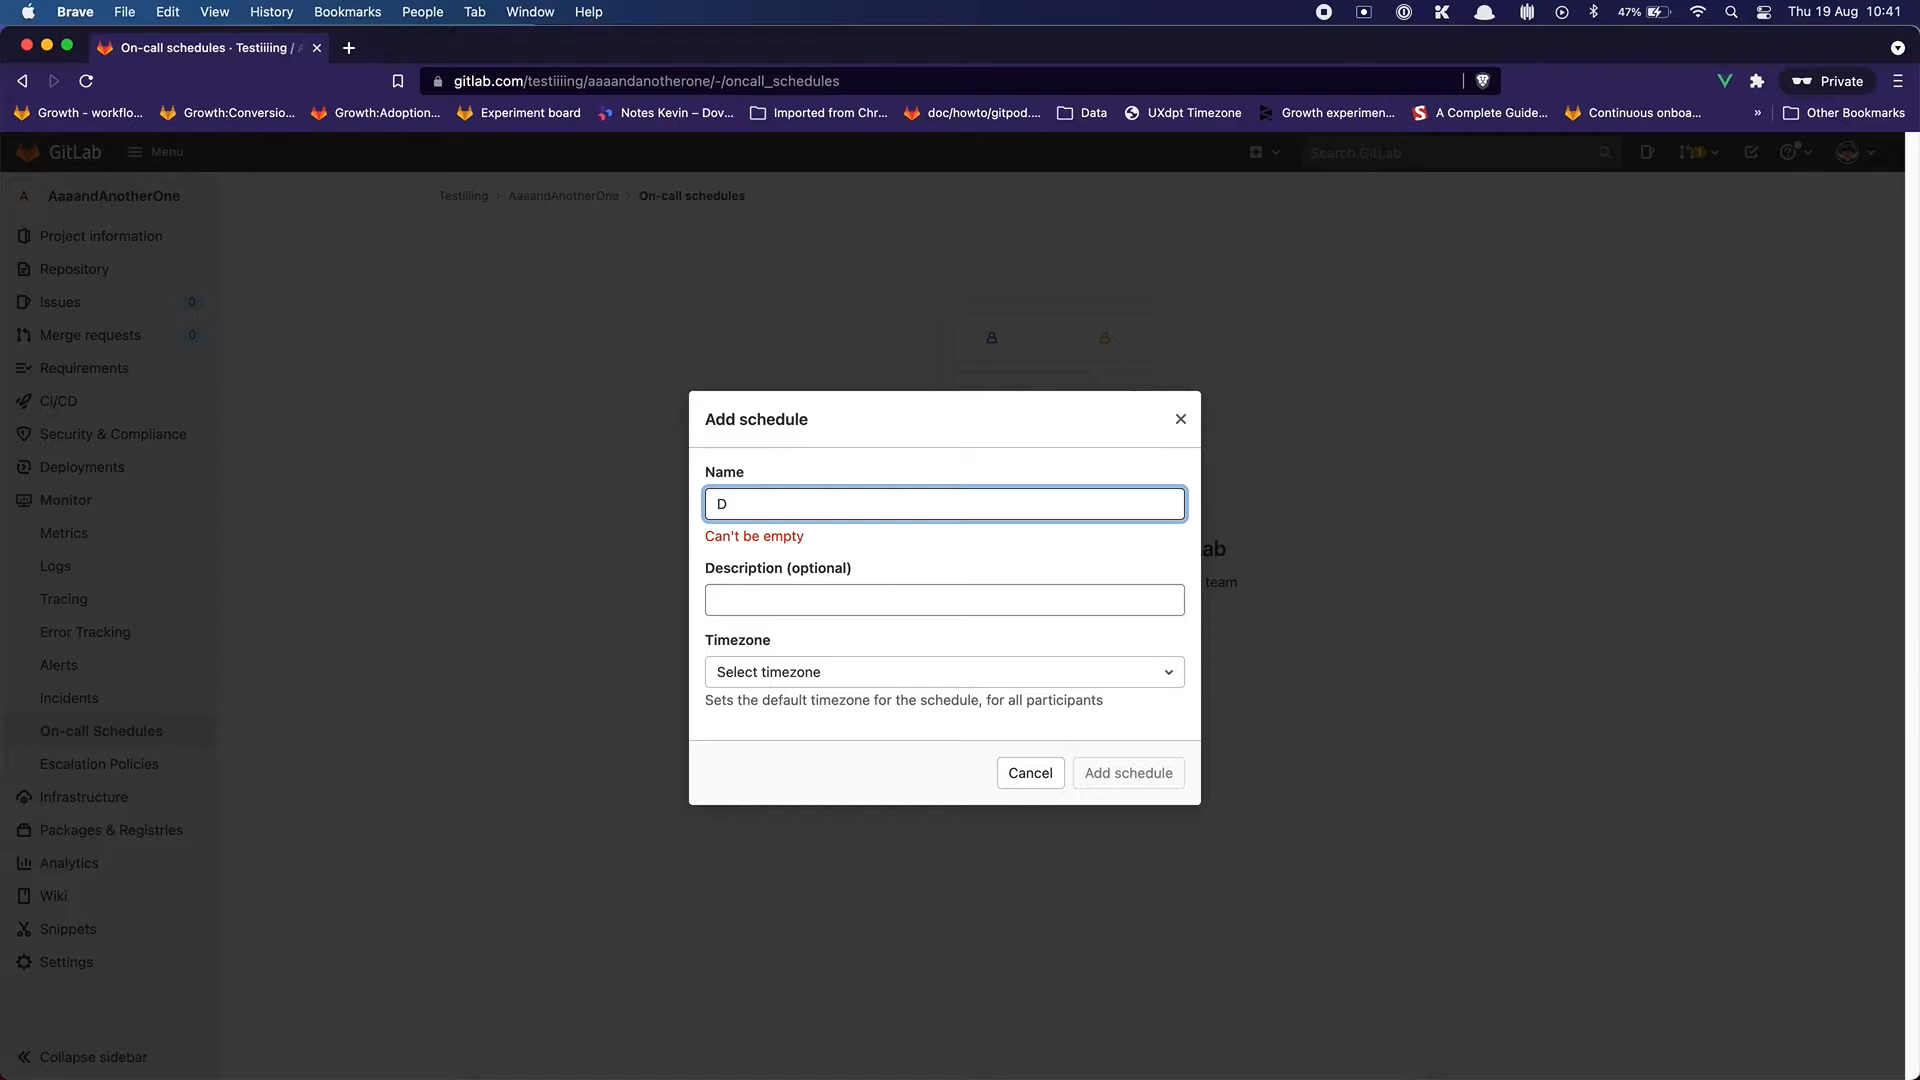 Brave File Edit View History Bookmarks People Tab Window Help 47% Thu 19 Aug 10:41
On-call schedules · Testiiiing /
gitlab.com/testiiiing/aaaandanotherone/-/oncall_schedules Private
Growth - workflo... Growth:Conversio... Growth:Adoption... Experiment board Notes Kevin – Dov... Imported from Chr... doc/howto/gitpod.... Data UXdpt Timezone Growth experimen... A Complete Guide... Continuous onboa... » Other Bookmarks
GitLab Menu Search GitLab 1
A AaaandAnotherOne
Testiiiing › AaaandAnotherOne › On-call schedules
Project information
Repository
Issues 0
Merge requests 0
Requirements
CI/CD
Security & Compliance
Deployments
Monitor
Metrics
Logs
Tracing
Error Tracking
Alerts
Incidents
On-call Schedules
Escalation Policies
Infrastructure
Packages & Registries
Analytics
Wiki
Snippets
Settings
Collapse sidebar
Add schedule
Name
D
Can't be empty
Description (optional)
Timezone
Select timezone
Sets the default timezone for the schedule, for all participants
Cancel Add schedule
ab
team